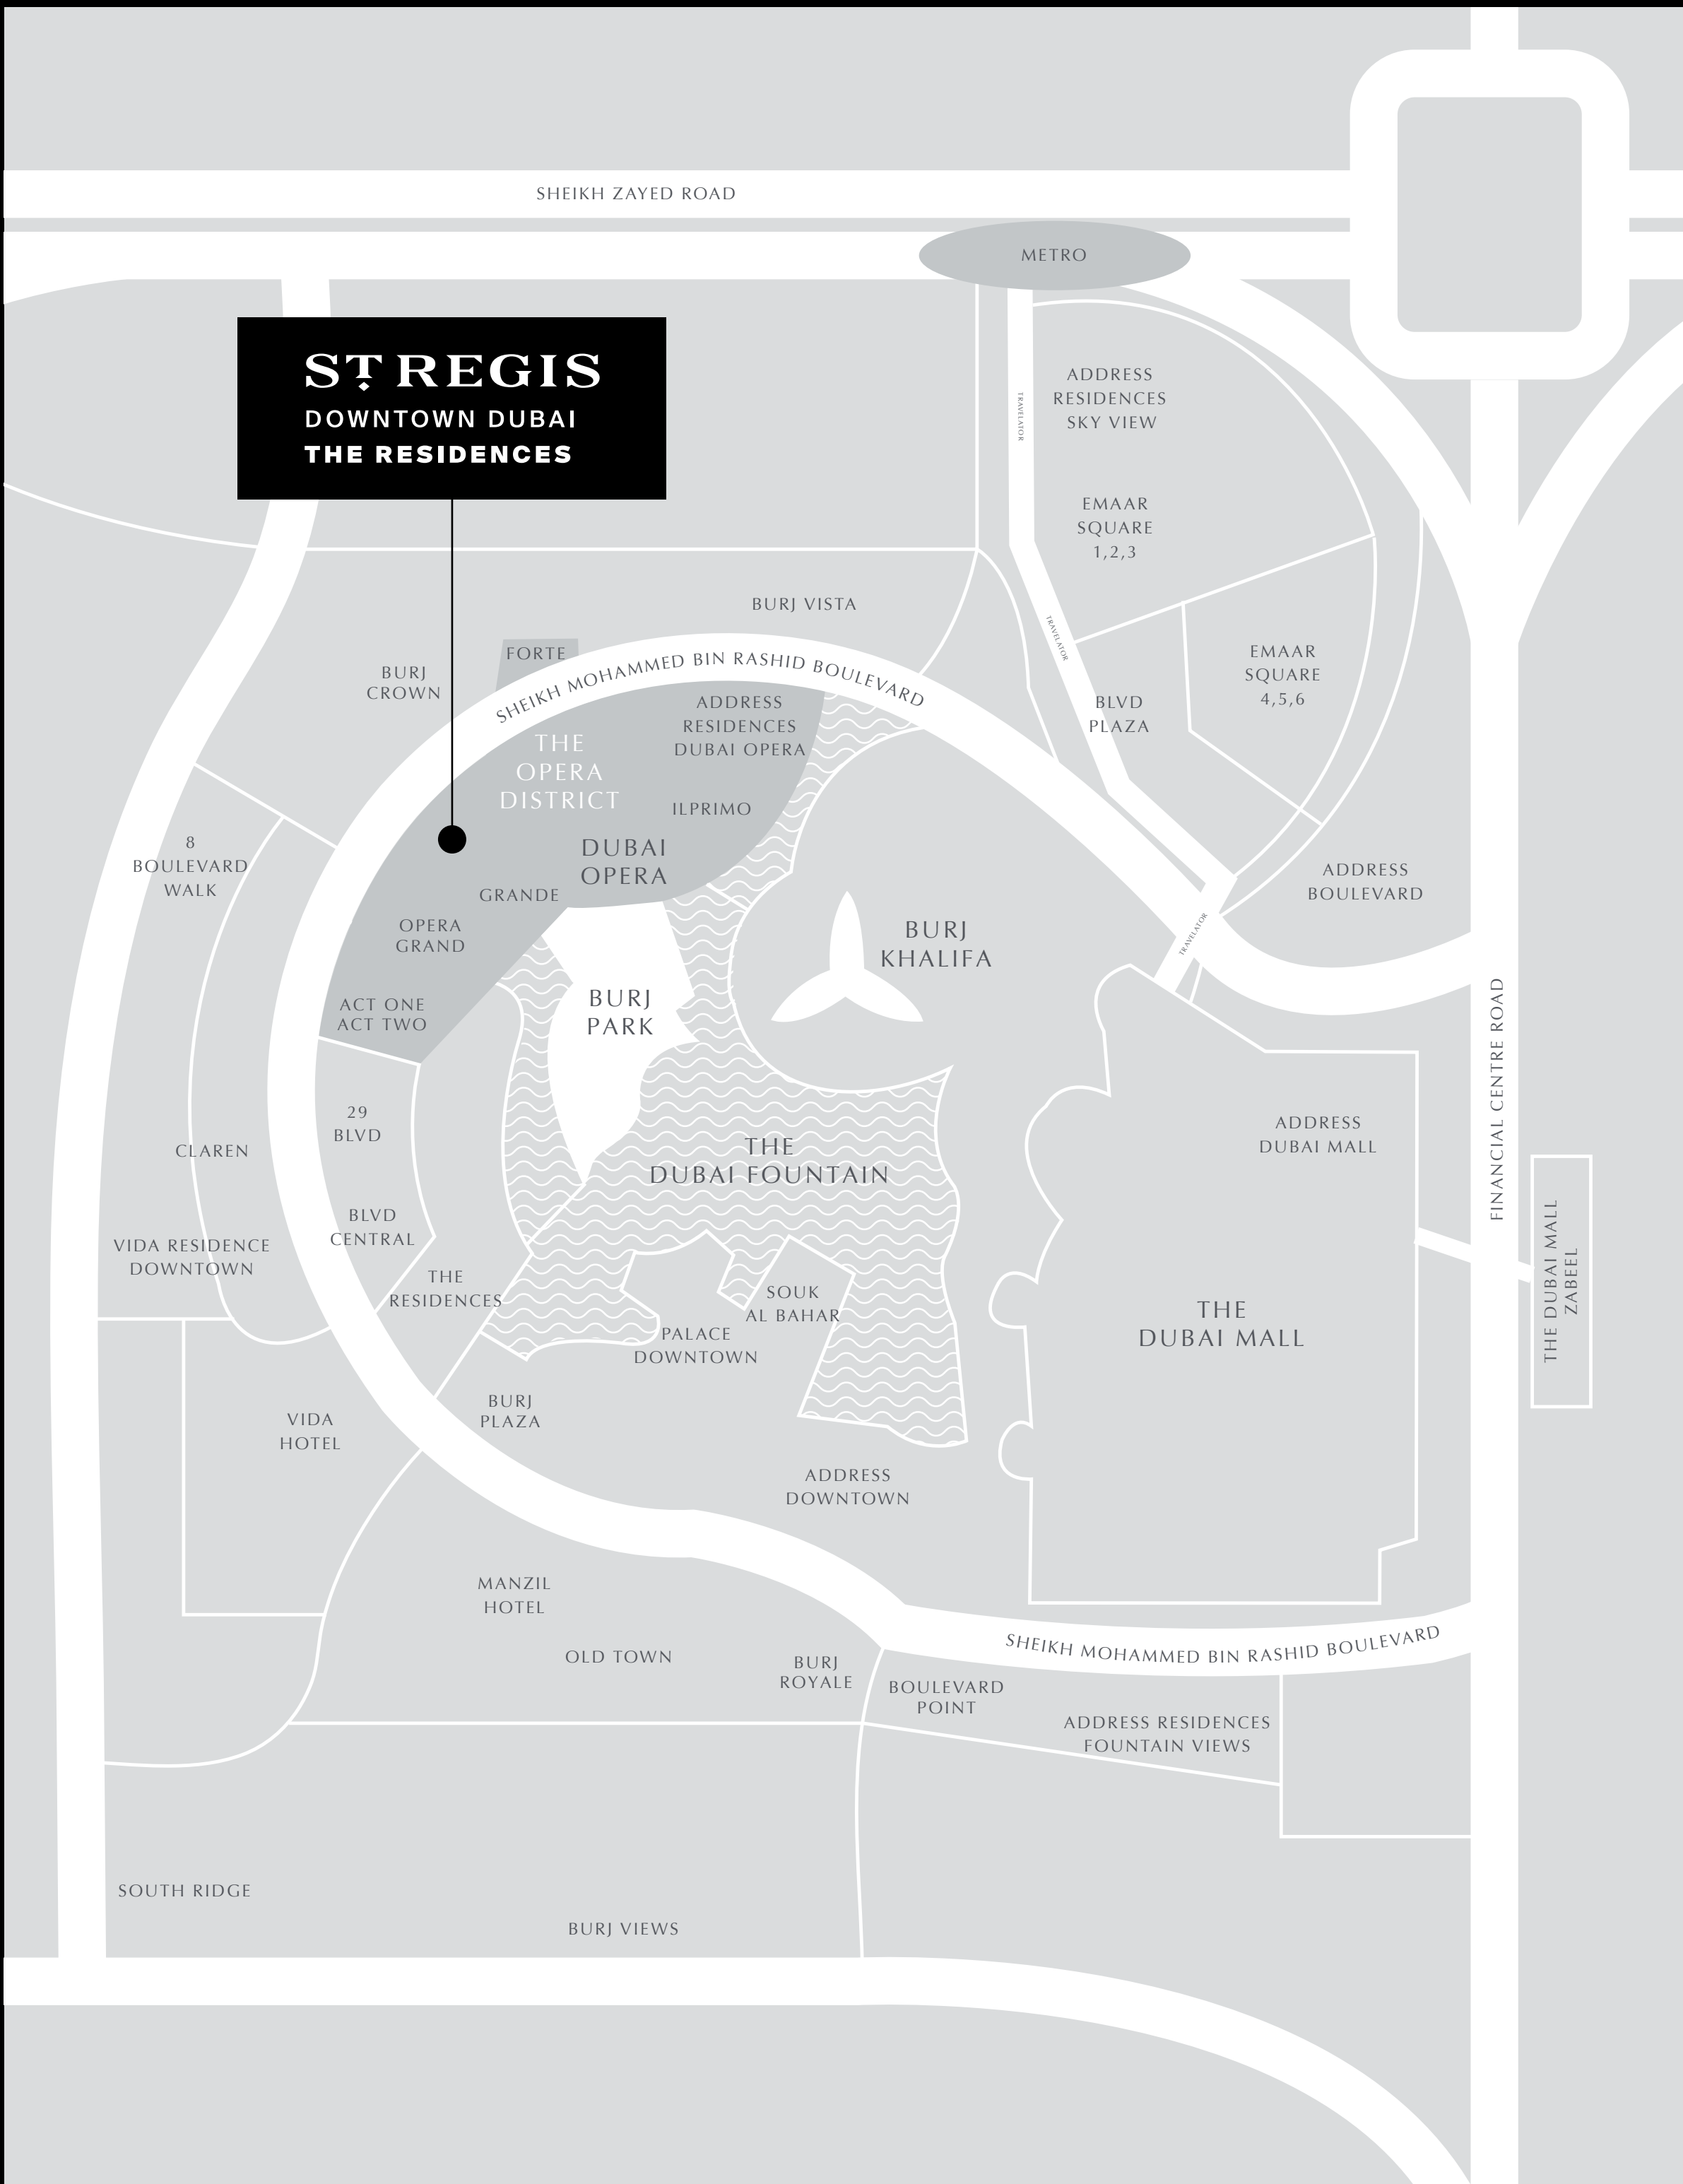 SHEIKH ZAYED ROAD
METRO
ST REGIS
DOWNTOWN DUBAI
THE RESIDENCES
TRAVELATOR
ADDRESS
RESIDENCES
SKY VIEW
EMAAR
SQUARE
1,2,3
BURJ VISTA
TRAVELATOR
FORTE
BURJ
CROWN
SHEIKH MOHAMMED BIN RASHID BOULEVARD
EMAAR
SQUARE
4,5,6
BLVD
PLAZA
ADDRESS
RESIDENCES
DUBAI OPERA
THE
OPERA
DISTRICT
ILPRIMO
DUBAI
OPERA
8
BOULEVARD
WALK
GRANDE
ADDRESS
BOULEVARD
OPERA
GRAND
BURJ
KHALIFA
TRAVELATOR
ACT ONE
ACT TWO
BURJ
PARK
FINANCIAL CENTRE ROAD
29
BLVD
ADDRESS
DUBAI MALL
CLAREN
THE
DUBAI FOUNTAIN
BLVD
CENTRAL
VIDA RESIDENCE
DOWNTOWN
THE
RESIDENCES
SOUK
AL BAHAR
THE DUBAI MALL
ZABEEL
THE
DUBAI MALL
PALACE
DOWNTOWN
BURJ
PLAZA
VIDA
HOTEL
ADDRESS
DOWNTOWN
MANZIL
HOTEL
SHEIKH MOHAMMED BIN RASHID BOULEVARD
OLD TOWN
BURJ
ROYALE
BOULEVARD
POINT
ADDRESS RESIDENCES
FOUNTAIN VIEWS
SOUTH RIDGE
BURJ VIEWS